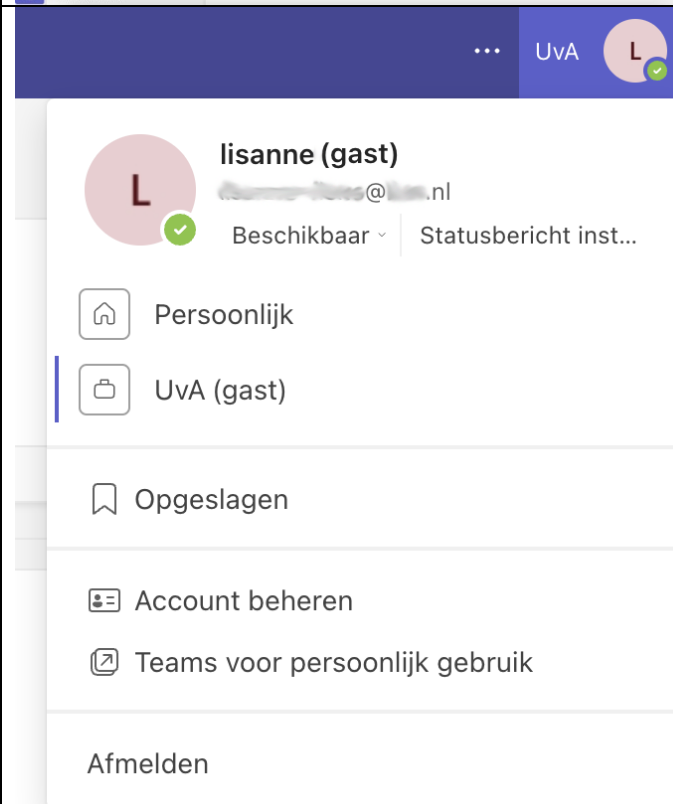 UvA
L
L
lisanne (gast)
@ .nl
Beschikbaar
Statusbericht inst...
Persoonlijk
UvA (gast)
Opgeslagen
Account beheren
Teams voor persoonlijk gebruik
Afmelden